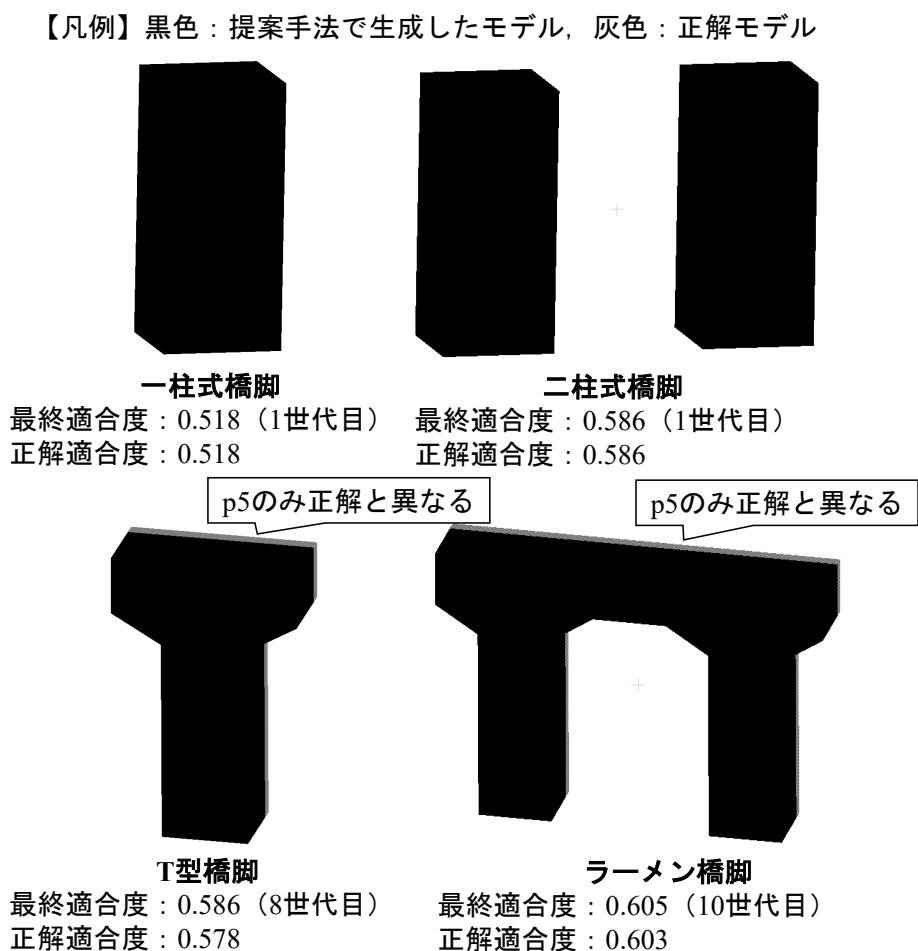 【凡例】黒色：提案手法で生成したモデル，灰色：正解モデル
一柱式橋脚
最終適合度：0.518（1世代目）
正解適合度：0.518
二柱式橋脚
最終適合度：0.586（1世代目）
正解適合度：0.586
p5のみ正解と異なる
T型橋脚
最終適合度：0.586（8世代目）
正解適合度：0.578
p5のみ正解と異なる
ラーメン橋脚
最終適合度：0.605（10世代目）
正解適合度：0.603